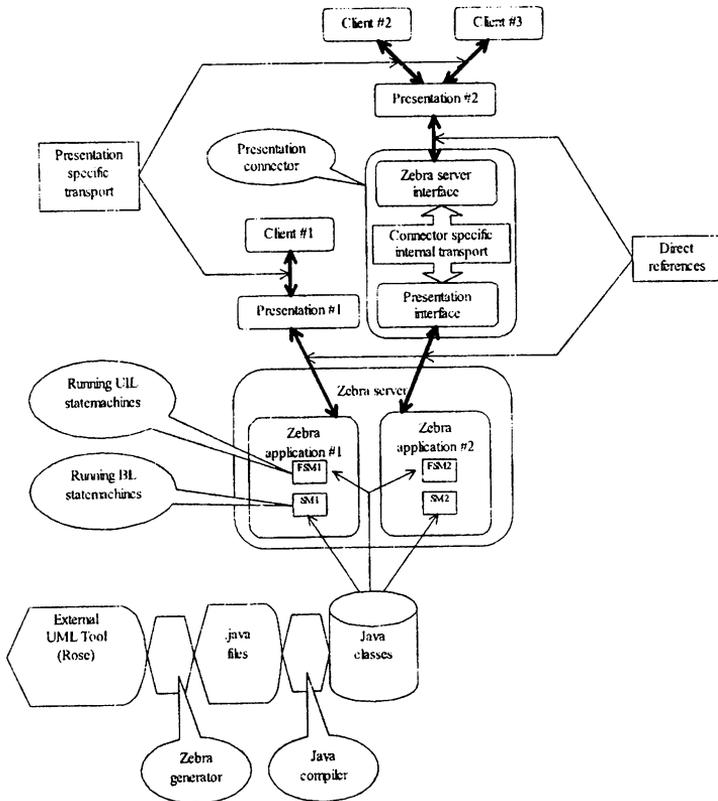 Client #2
Client #3
Presentation #2
Presentation
specific
transport
Presentation
connector
Zebra server
interface
Client #1
Connector specific
internal transport
Direct
references
Presentation #1
Presentation
interface
Zebra server
Running UIL
statemachines
Zebra
application #1
Zebra
application #2
FSM1
FSM2
Running BL
statemachines
SM1
SM2
External
UML Tool
(Rose)
.java
files
Java
classes
Zebra
generator
Java
compiler